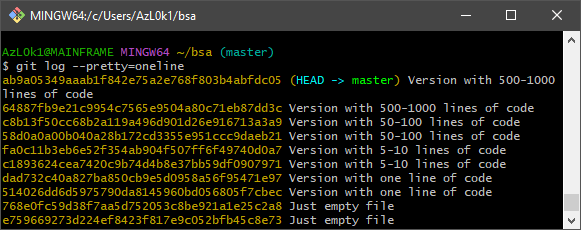 MINGW64:/c/Users/AzL0k1/bsa
AzL0k1@MAINFRAME MINGW64 ~/bsa (master)
$ git log --pretty=oneline
ab9a05349aaab1f842e75a2e768f803b4abfdc05 (HEAD -> master) Version with 500-1000
lines of code
64887fb9e21c9954c7565e9504a80c71eb87dd3c Version with 500-1000 lines of code
c8b13f50cc68b2a119a496d901d26e916713a3a9 Version with 50-100 lines of code
58d0a0a00b040a28b172cd3355e951ccc9daeb21 Version with 50-100 lines of code
fa0c11b3eb6e52f354ab904f507ff6f49740d0a7 Version with 5-10 lines of code
c1893624cea7420c9b74d4b8e37bb59df0907971 Version with 5-10 lines of code
dad732c40a827ba850cb9e5d0958a56f95471e97 Version with one line of code
514026dd6d5975790da8145960bd056805f7cbec Version with one line of code
768e0fc59d38f7aa5d752053c8be921a1e25c2a8 Just empty file
e759669273d224ef8423f817e9c052bfb45c8e73 Just empty file